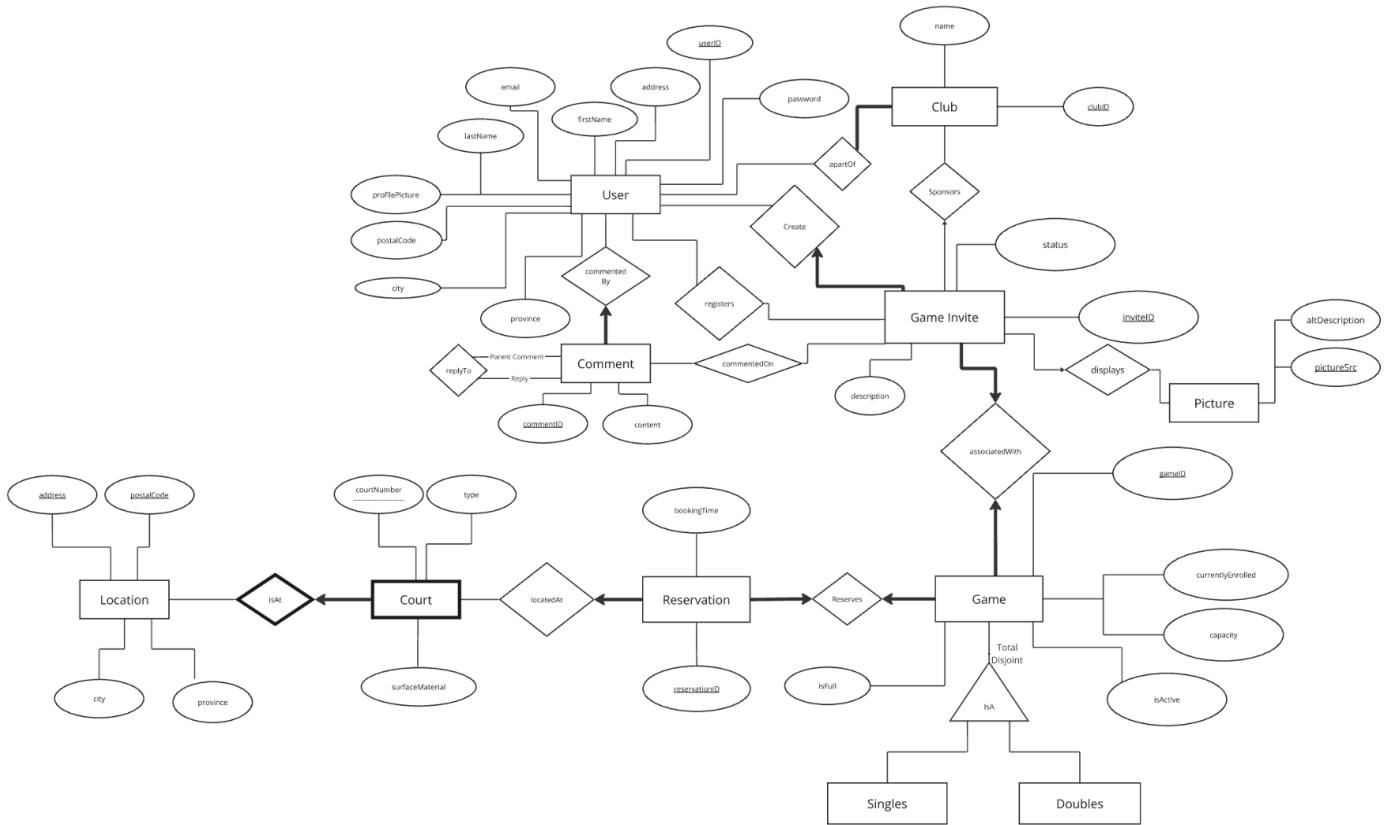 name
userID
email
address
password
Club
clubID
firstName
lastName
apartOf
User
profilePicture
Sponsors
Create
postalCode
status
commented
By
city
registers
province
Game Invite
inviteID
altDescription
Parent Comment
replyTo
Reply
Comment
commentedOn
displays
pictureSrc
description
Picture
commentID
content
associatedWith
gameID
address
postalCode
courtNumber
type
bookingTime
currentlyEnrolled
Location
isAt
Court
locatedAt
Reservation
Reserves
Game
capacity
Total
Disjoint
surfaceMaterial
reservationID
isFull
isActive
city
province
IsA
Singles
Doubles